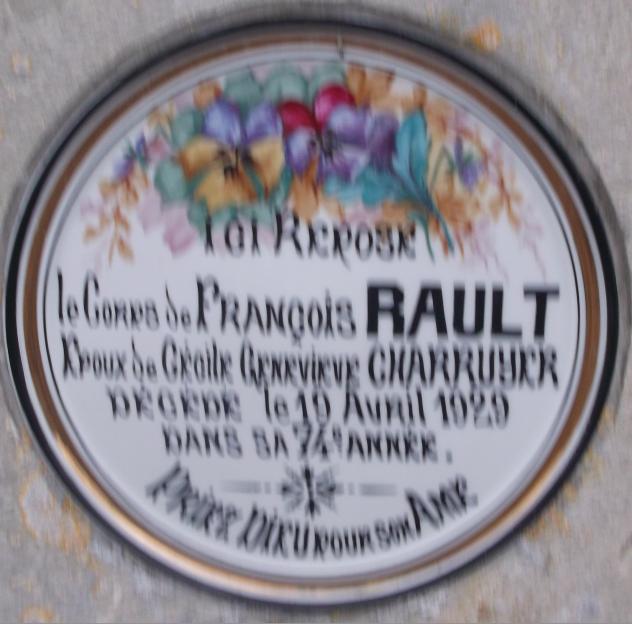 ICI REPOSE
le Corps de FRANÇOIS RAULT
Epoux de Cécile GENEVIEVE CHARRUYER
DÉCÉDÉ le 19 Avril 1929
DANS SA 74e ANNÉE.
PRIEZ DIEU POUR SON AME